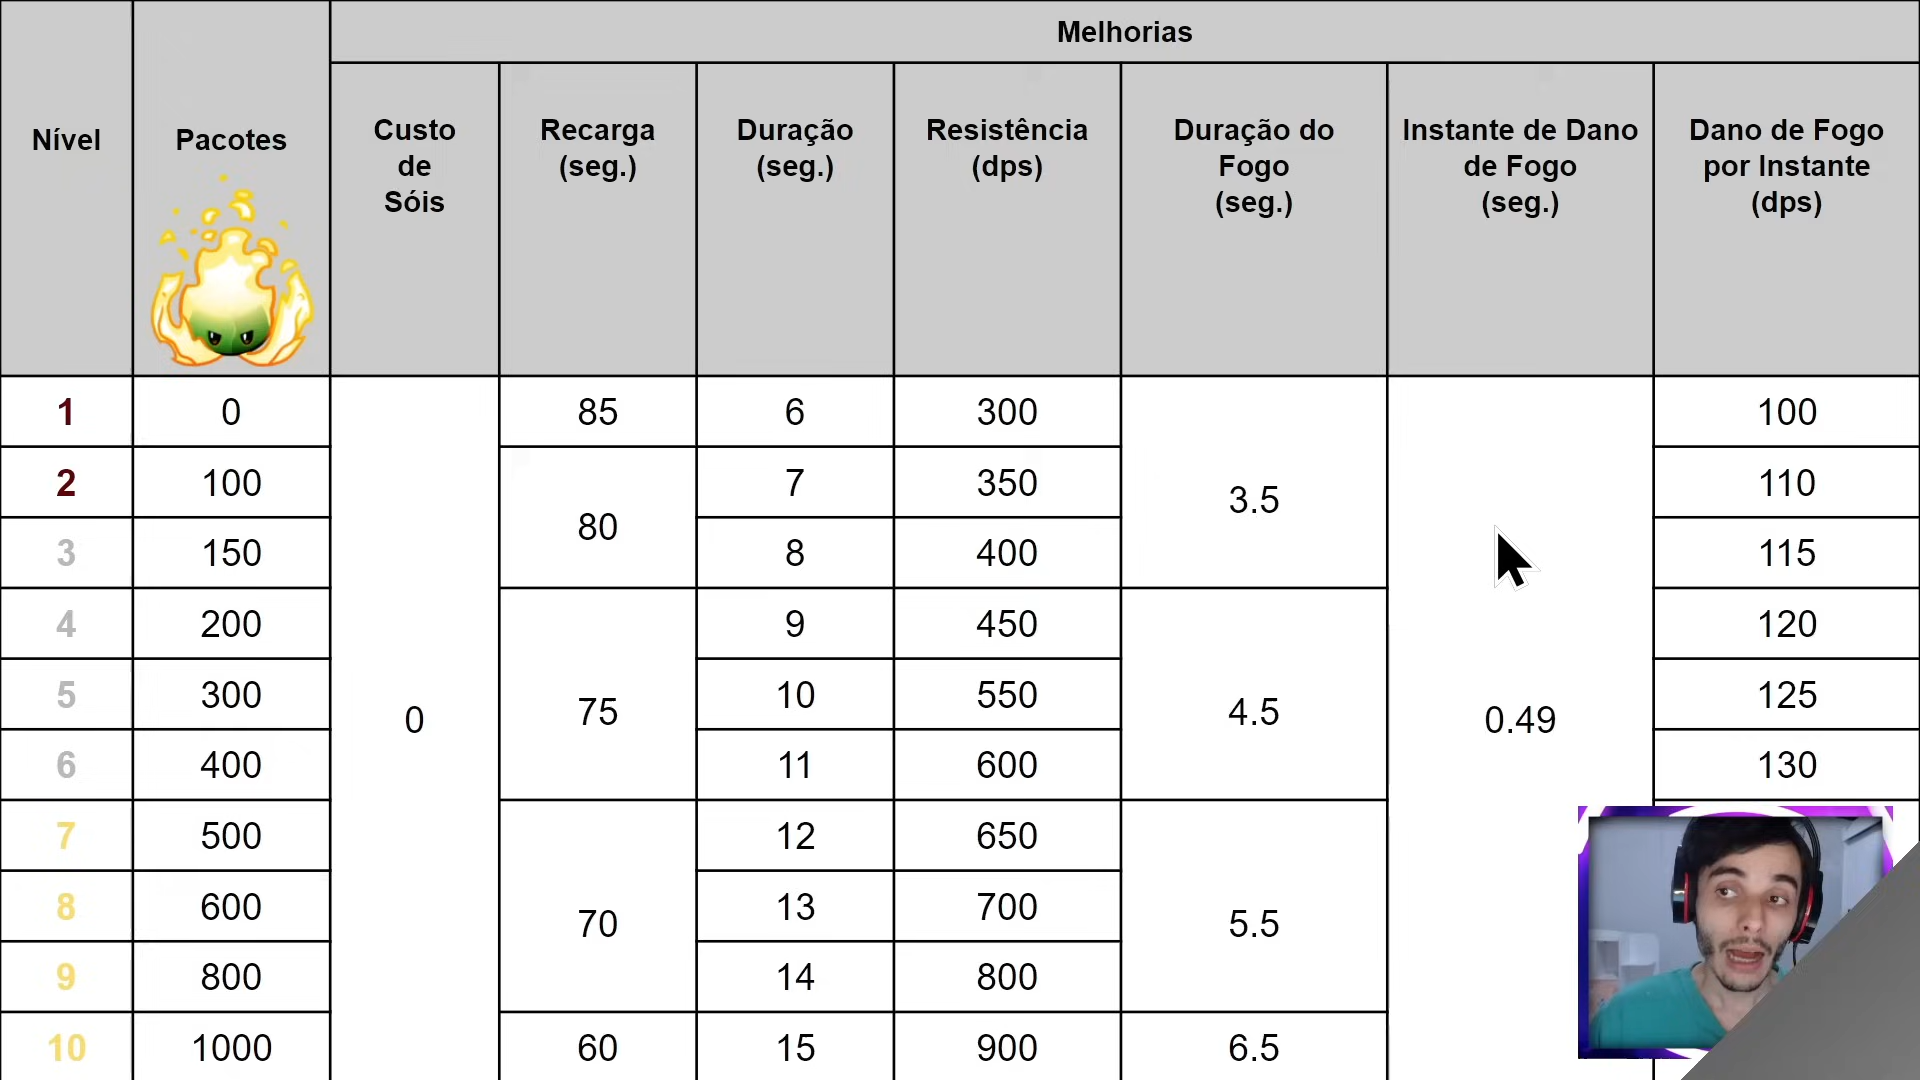 Melhorias
Nível
Pacotes
Custo
de
Sóis
Recarga
(seg.)
Duração
(seg.)
Resistência
(dps)
Duração do
Fogo
(seg.)
Instante de Dano
de Fogo
(seg.)
Dano de Fogo
por Instante
(dps)
1 0 85 6 300 100
2 100 80 7 350 3.5 110
3 150 8 400 115
4 200 9 450 120
5 300 0 75 10 550 4.5 0.49 125
6 400 11 600 130
7 500 12 650
8 600 70 13 700 5.5
9 800 14 800
10 1000 60 15 900 6.5